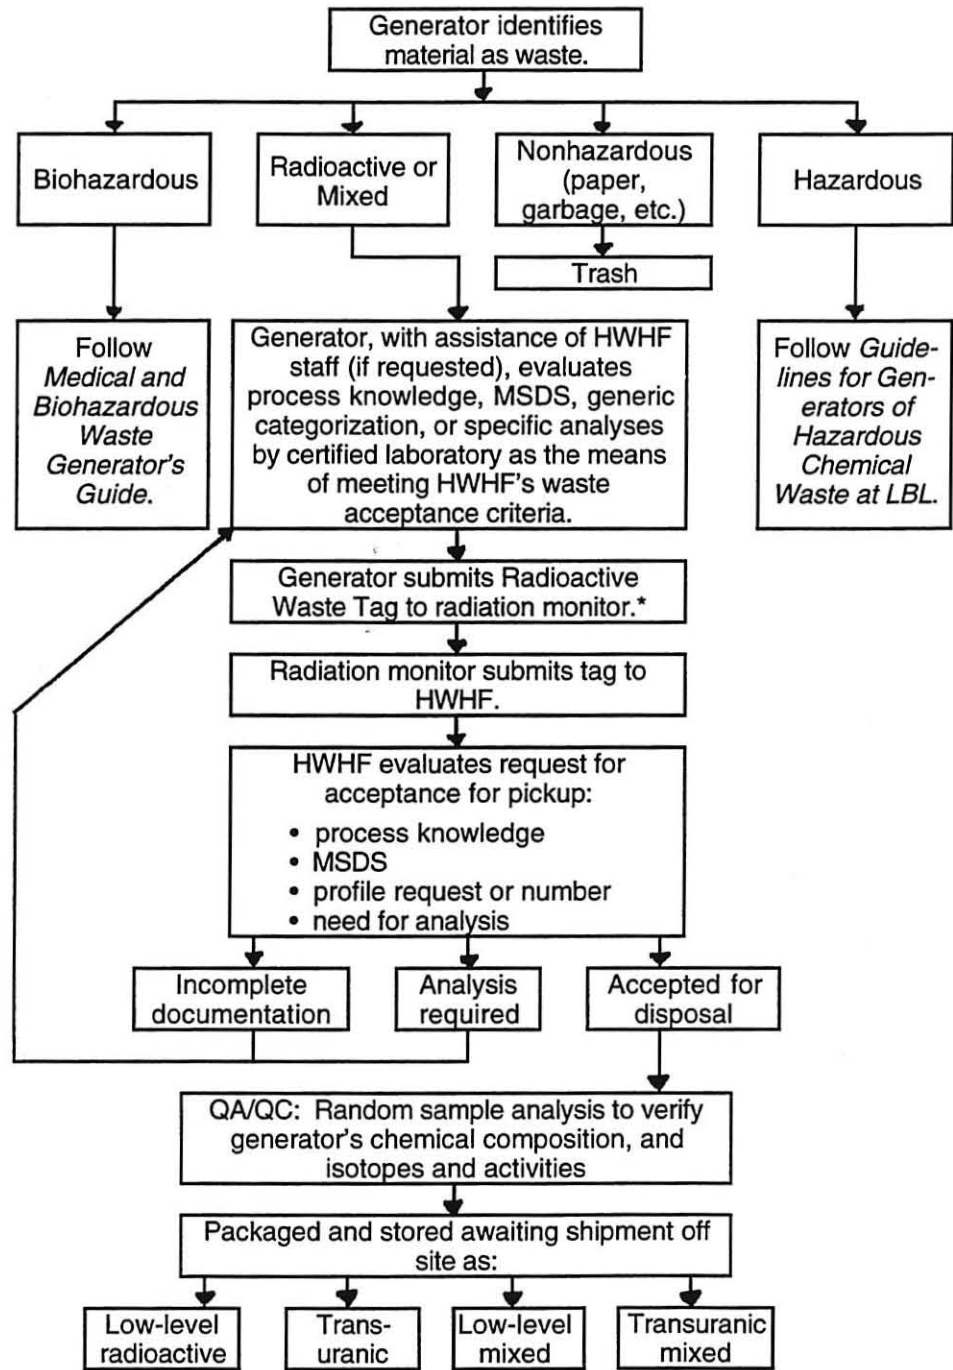 Generator identifies
material as waste.
Biohazardous
Radioactive or
Mixed
Nonhazardous
(paper,
garbage, etc.)
Hazardous
Trash
Follow
Medical and
Biohazardous
Waste
Generator's
Guide.
Generator, with assistance of HWHF
staff (if requested), evaluates
process knowledge, MSDS, generic
categorization, or specific analyses
by certified laboratory as the means
of meeting HWHF's waste
acceptance criteria.
Follow Guide-
lines for Gen-
erators of
Hazardous
Chemical
Waste at LBL.
Generator submits Radioactive
Waste Tag to radiation monitor.*
Radiation monitor submits tag to
HWHF.
HWHF evaluates request for
acceptance for pickup:
• process knowledge
• MSDS
• profile request or number
• need for analysis
Incomplete
documentation
Analysis
required
Accepted for
disposal
QA/QC: Random sample analysis to verify
generator's chemical composition, and
isotopes and activities
Packaged and stored awaiting shipment off
site as:
Low-level
radioactive
Trans-
uranic
Low-level
mixed
Transuranic
mixed